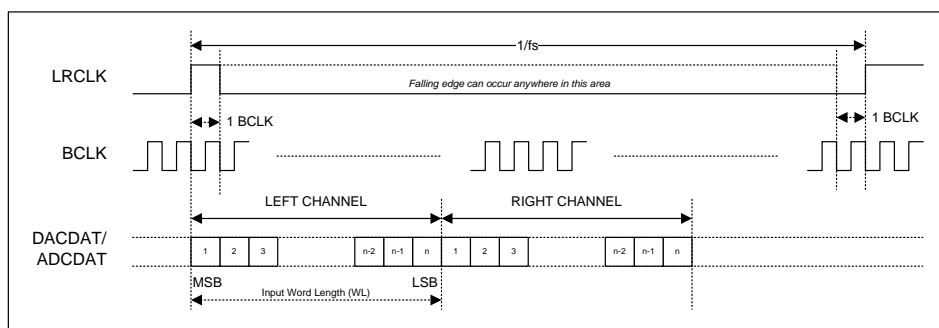 1/fs
LRCLK
Falling edge can occur anywhere in this area
1 BCLK
1 BCLK
BCLK
LEFT CHANNEL
RIGHT CHANNEL
DACDAT/
ADCDAT
1 2 3 n-2 n-1 n 1 2 3 n-2 n-1 n
MSB
LSB
Input Word Length (WL)